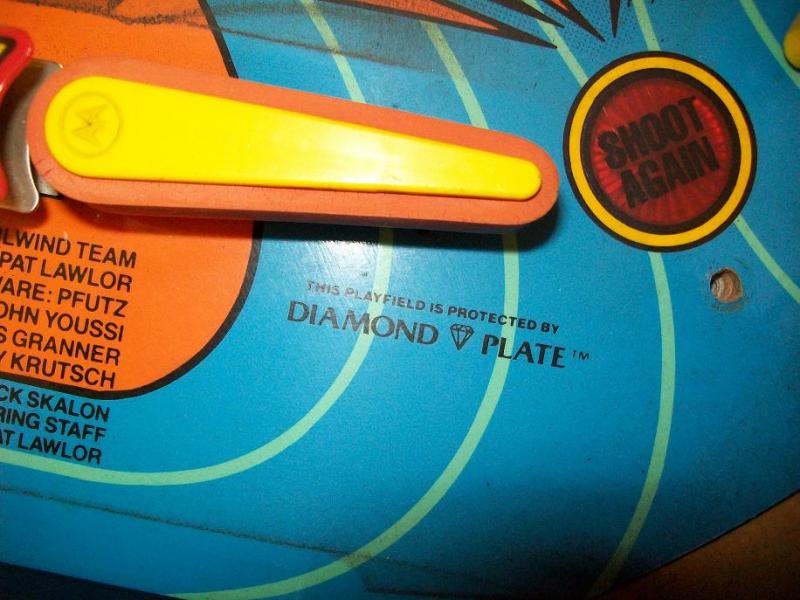 SHOOT
AGAIN
LWIND TEAM
PAT LAWLOR
ARE: PFUTZ
OHN YOUSSI
S GRANNER
Y KRUTSCH
CK SKALON
RING STAFF
AT LAWLOR
THIS PLAYFIELD IS PROTECTED BY
DIAMOND PLATE™